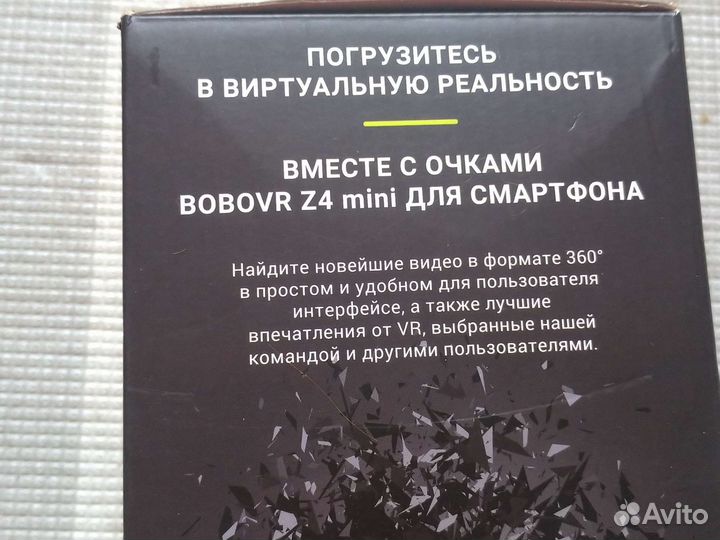 ПОГРУЗИТЕСЬ
В ВИРТУАЛЬНУЮ РЕАЛЬНОСТЬ
ВМЕСТЕ С ОЧКАМИ
BOBOVR Z4 mini ДЛЯ СМАРТФОНА
Найдите новейшие видео в формате 360°
в простом и удобном для пользователя
интерфейсе, а также лучшие
впечатления от VR, выбранные нашей
командой и другими пользователями.
Avito